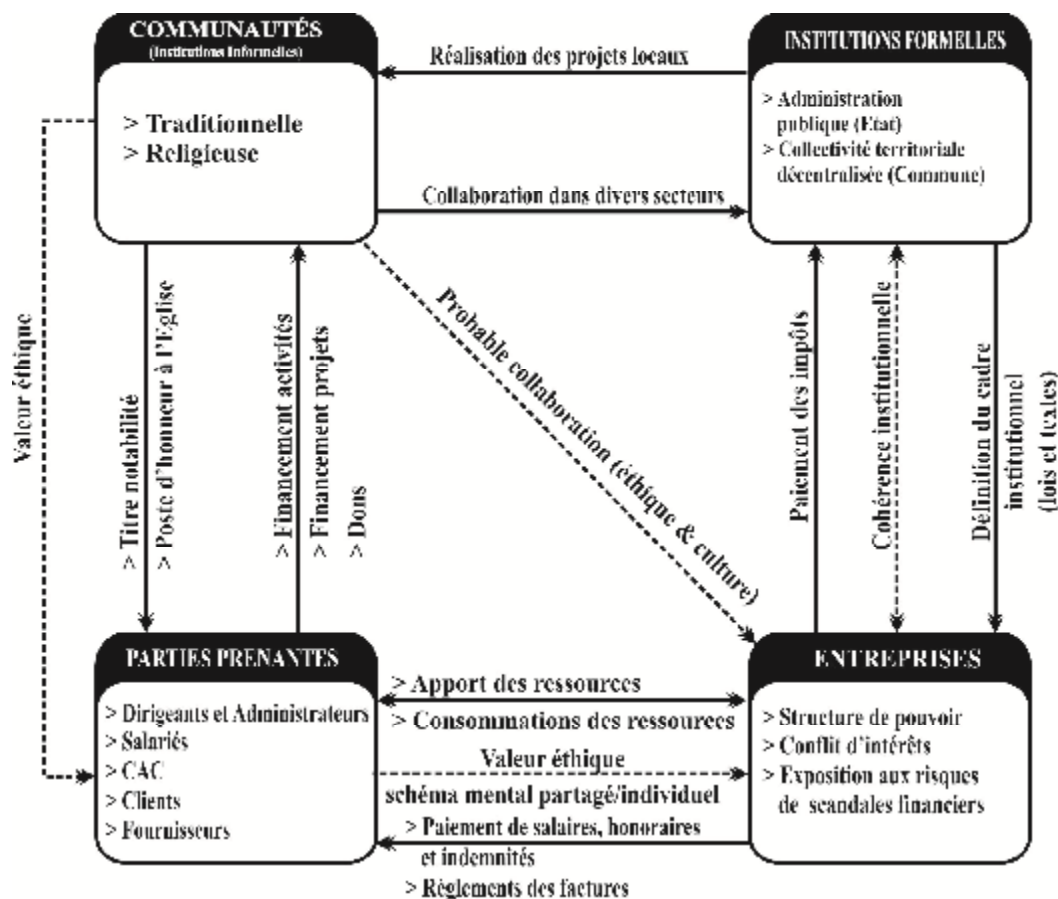 COMMUNAUTÉS
(Institutions Informelles)
> Traditionnelle
> Religieuse
Réalisation des projets locaux
INSTITUTIONS FORMELLES
> Administration
publique (Etat)
> Collectivité territoriale
décentralisée (Commune)
Collaboration dans divers secteurs
Valeur éthique
> Titre notabilité
> Poste d'honneur à l'Eglise
> Financement activités
> Financement projets
> Dons
Probable collaboration (éthique & culture)
Paiement des impôts
Cohérence institutionnelle
Définition du cadre
institutionnel
(lois et textes)
PARTIES PRENANTES
> Dirigeants et Administrateurs
> Salariés
> CAC
> Clients
> Fournisseurs
> Apport des ressources
> Consommations des ressources
Valeur éthique
schéma mental partagé/individuel
> Paiement de salaires, honoraires
et indemnités
> Règlements des factures
ENTREPRISES
> Structure de pouvoir
> Conflit d'intérêts
> Exposition aux risques
de scandales financiers